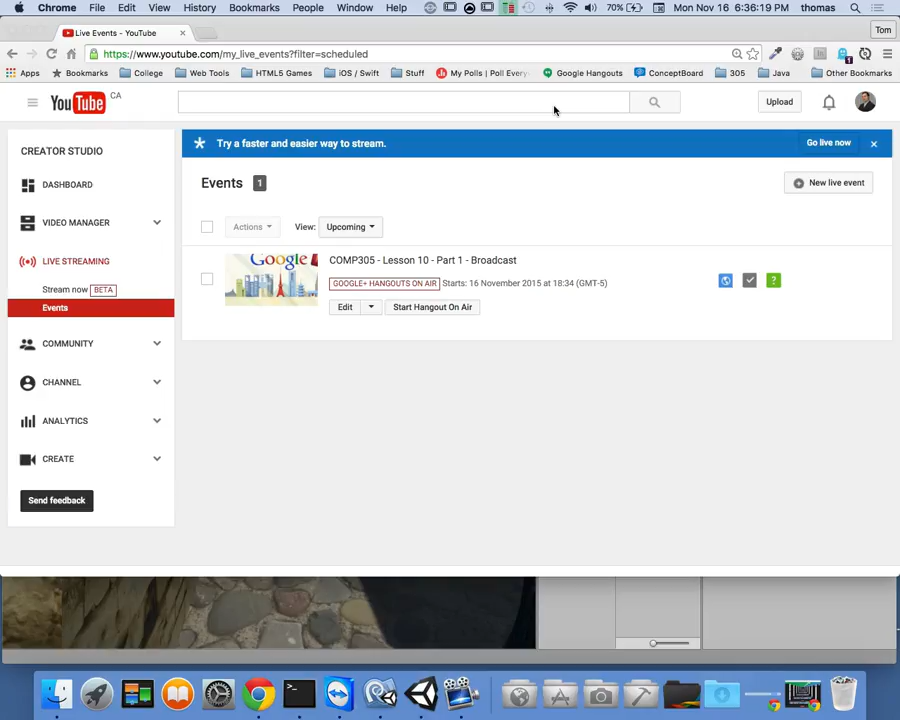 Chrome File Edit View History Bookmarks People Window Help 70% Mon Nov 16 6:36:19 PM thomas
Live Events - YouTube Tom
https://www.youtube.com/my_live_events?filter=scheduled
Apps Bookmarks College Web Tools HTML5 Games iOS / Swift Stuff My Polls | Poll Every Google Hangouts ConceptBoard 305 Java Other Bookmarks
YouTube CA Upload
CREATOR STUDIO
DASHBOARD
VIDEO MANAGER
LIVE STREAMING
Stream now BETA
Events
COMMUNITY
CHANNEL
ANALYTICS
CREATE
Send feedback
Try a faster and easier way to stream. Go live now
Events 1 New live event
Actions View: Upcoming
Google
COMP305 - Lesson 10 - Part 1 - Broadcast
GOOGLE+ HANGOUTS ON AIR Starts: 16 November 2015 at 18:34 (GMT-5)
Edit Start Hangout On Air